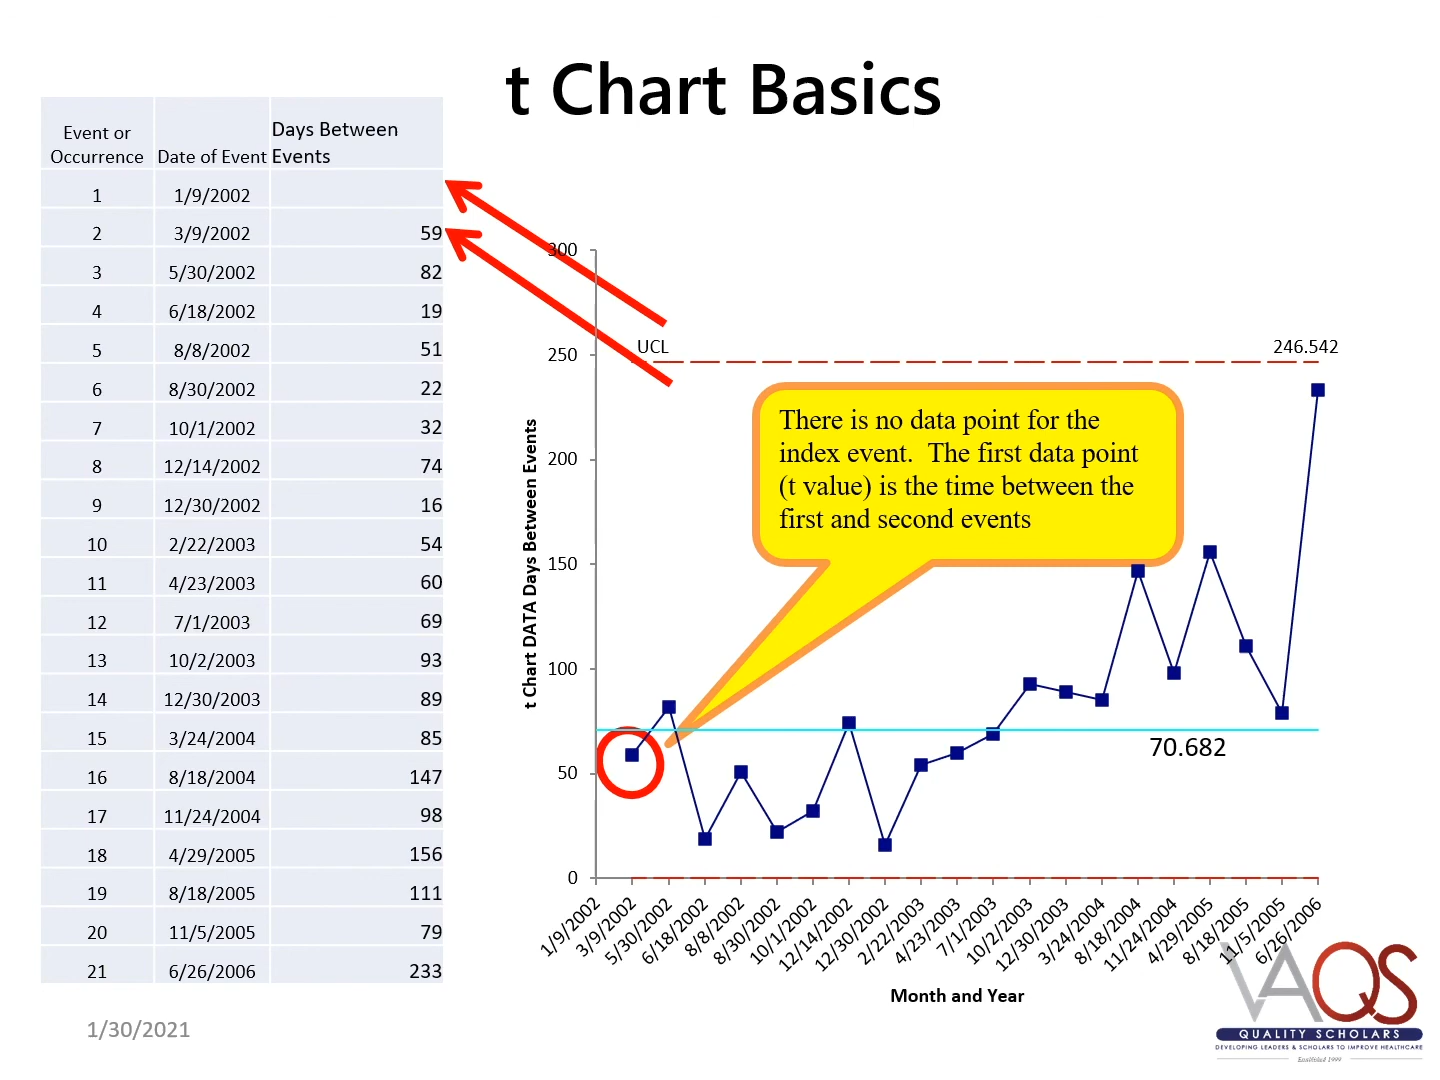 t Chart Basics
Event or Occurrence Date of Event Days Between Events
1 1/9/2002
2 3/9/2002 59
3 5/30/2002 82
4 6/18/2002 19
5 8/8/2002 51
6 8/30/2002 22
7 10/1/2002 32
8 12/14/2002 74
9 12/30/2002 16
10 2/22/2003 54
11 4/23/2003 60
12 7/1/2003 69
13 10/2/2003 93
14 12/30/2003 89
15 3/24/2004 85
16 8/18/2004 147
17 11/24/2004 98
18 4/29/2005 156
19 8/18/2005 111
20 11/5/2005 79
21 6/26/2006 233
t Chart DATA Days Between Events
300
250
200
150
100
50
0
UCL
246.542
There is no data point for the
index event.  The first data point
(t value) is the time between the
first and second events
70.682
1/9/2002
3/9/2002
5/30/2002
6/18/2002
8/8/2002
8/30/2002
10/1/2002
12/14/2002
12/30/2002
2/22/2003
4/23/2003
7/1/2003
10/2/2003
12/30/2003
3/24/2004
8/18/2004
11/24/2004
4/29/2005
8/18/2005
11/5/2005
6/26/2006
Month and Year
1/30/2021
VAQS
QUALITY SCHOLARS
DEVELOPING LEADERS & SCHOLARS TO IMPROVE HEALTHCARE
Established 1999